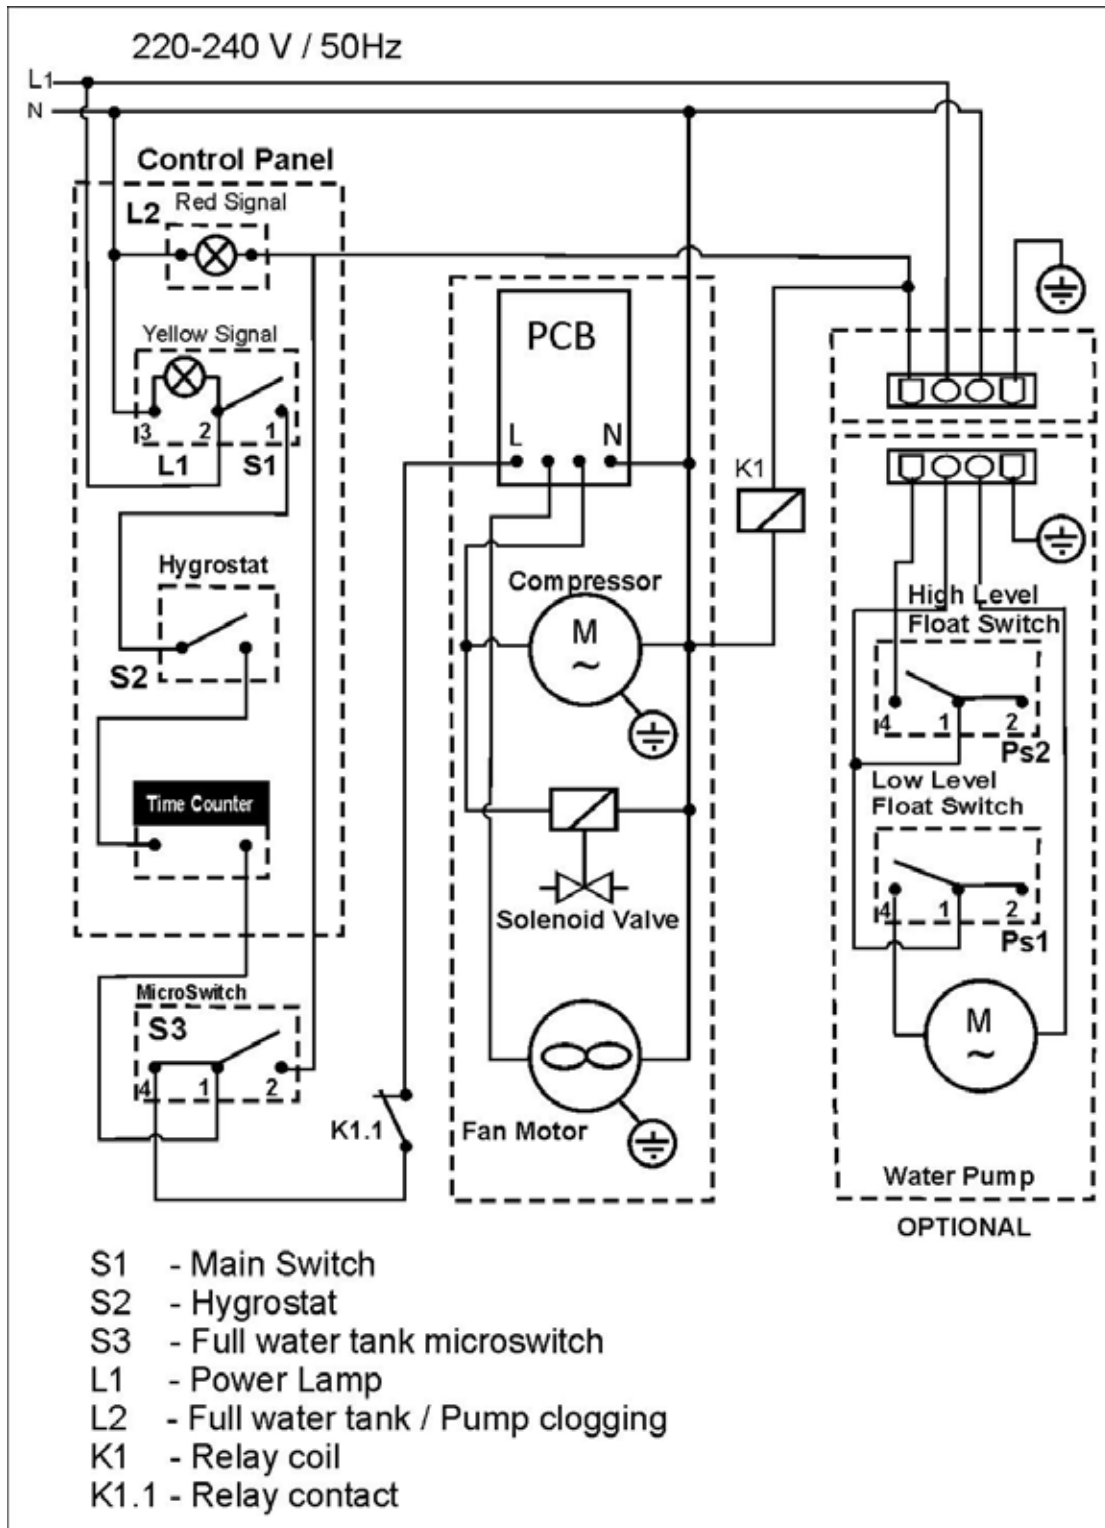 220-240 V / 50Hz
L1
N
Control Panel
L2
Red Signal
Yellow Signal
3 2 1
L1 S1
Hygrostat
S2
Time Counter
MicroSwitch
S3
4 1 2
K1.1
PCB
L N
Compressor
M
~
Solenoid Valve
Fan Motor
K1
High Level
Float Switch
4 1 2
Ps2
Low Level
Float Switch
4 1 2
Ps1
M
~
Water Pump
OPTIONAL
S1 - Main Switch
S2 - Hygrostat
S3 - Full water tank microswitch
L1 - Power Lamp
L2 - Full water tank / Pump clogging
K1 - Relay coil
K1.1 - Relay contact